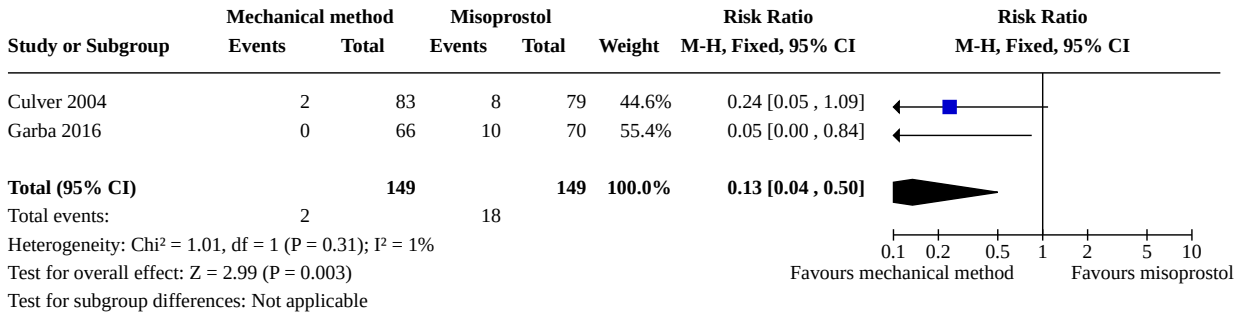 Mechanical method Misoprostol Risk Ratio Risk Ratio
Study or Subgroup Events Total Events Total Weight M-H, Fixed, 95% CI M-H, Fixed, 95% CI
Culver 2004 2 83 8 79 44.6% 0.24 [0.05 , 1.09]
Garba 2016 0 66 10 70 55.4% 0.05 [0.00 , 0.84]
Total (95% CI) 149 149 100.0% 0.13 [0.04 , 0.50]
Total events: 2 18
Heterogeneity: Chi² = 1.01, df = 1 (P = 0.31); I² = 1%
0.1 0.2 0.5 1 2 5 10
Test for overall effect: Z = 2.99 (P = 0.003)
Favours mechanical method Favours misoprostol
Test for subgroup differences: Not applicable